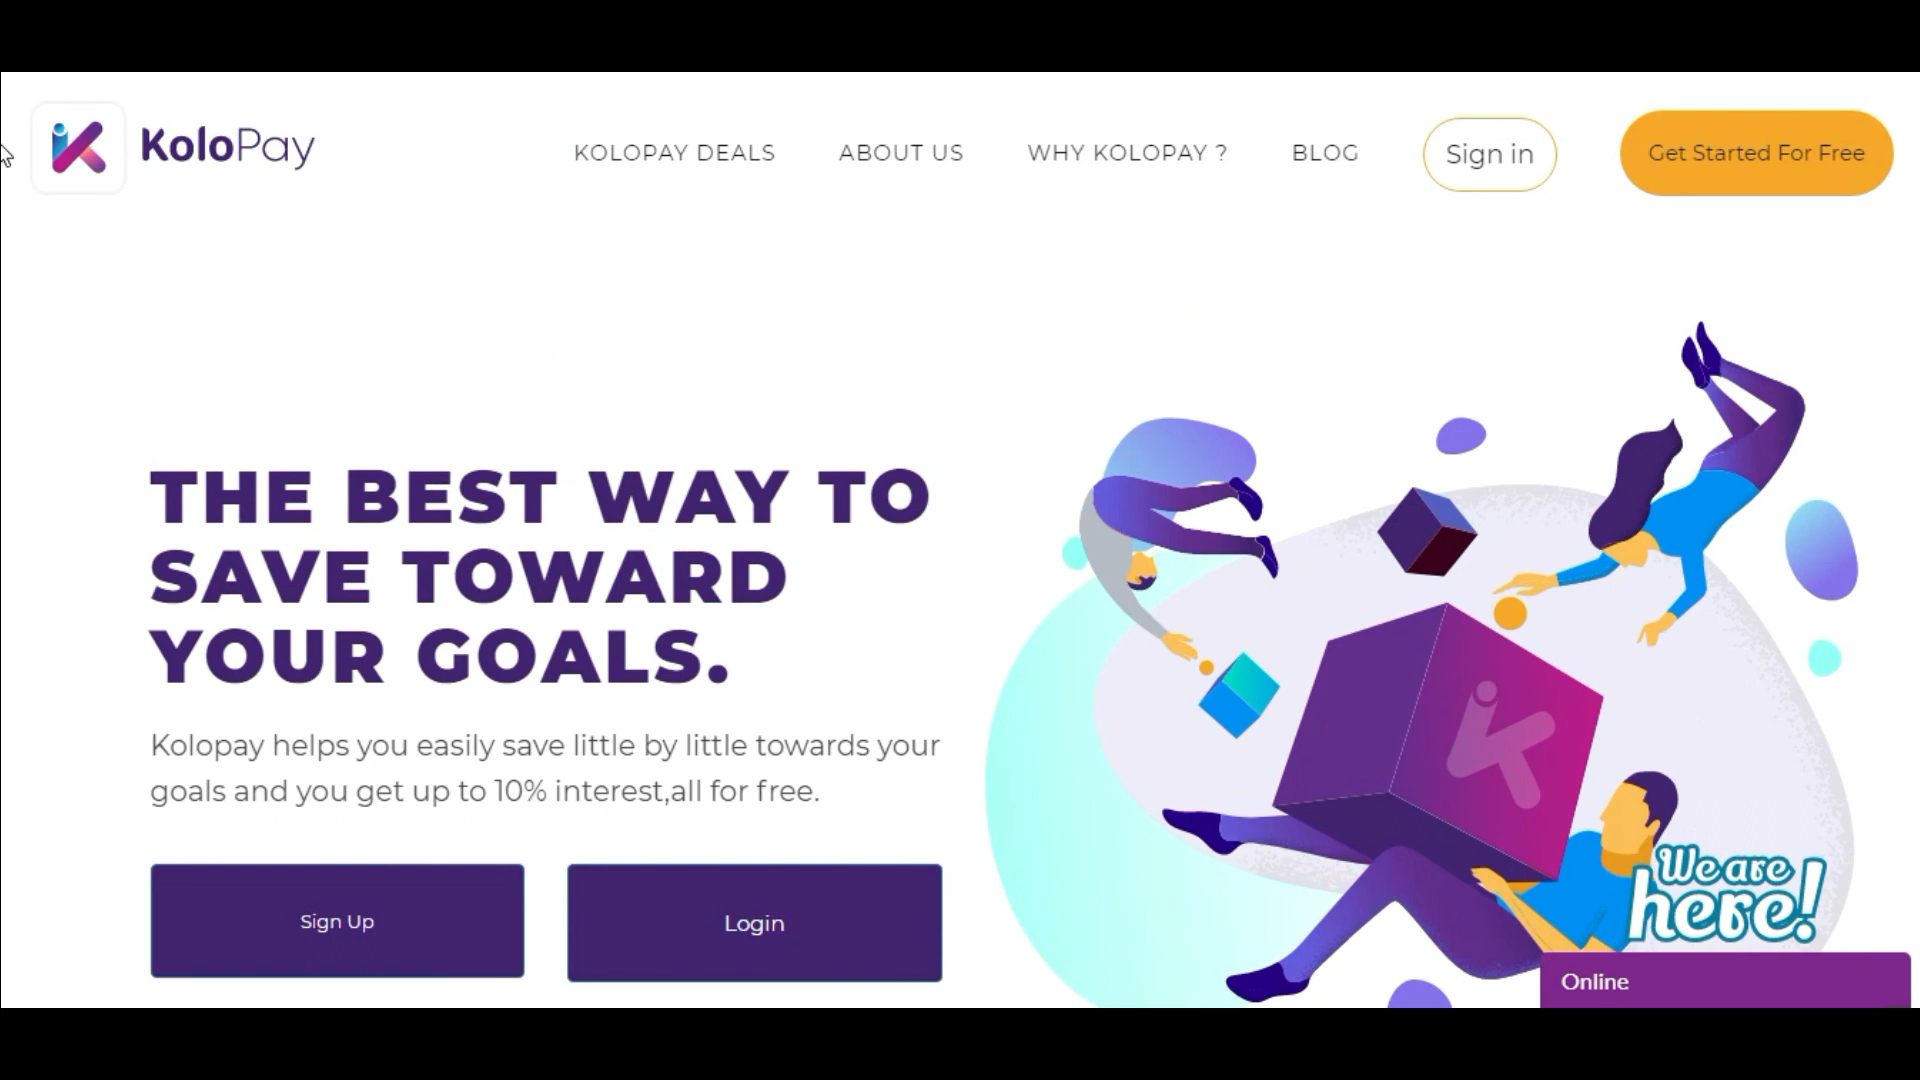 KoloPay
KOLOPAY DEALS
ABOUT US
WHY KOLOPAY ?
BLOG
Sign in
Get Started For Free
THE BEST WAY TO
SAVE TOWARD
YOUR GOALS.
Kolopay helps you easily save little by little towards your
goals and you get up to 10% interest,all for free.
Sign Up
Login
We are
here!
Online